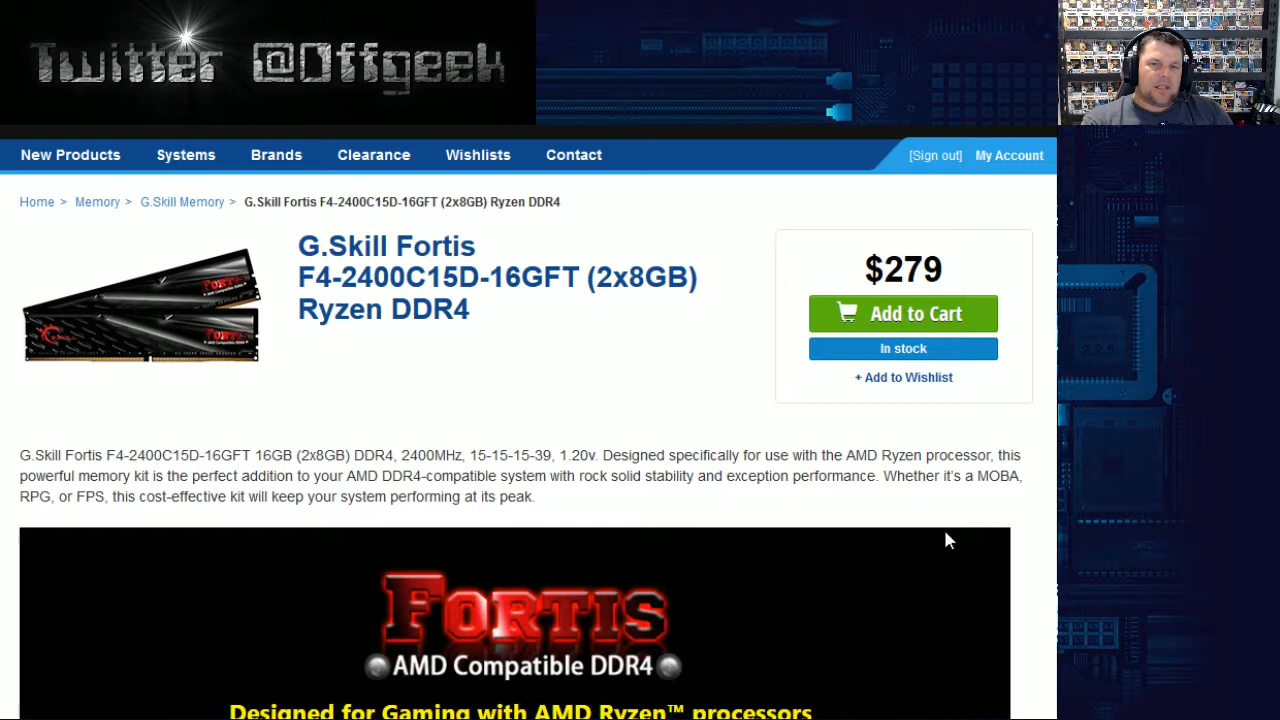 Twitter @Offgeek
New Products Systems Brands Clearance Wishlists Contact [Sign out] My Account
Home > Memory > G.Skill Memory > G.Skill Fortis F4-2400C15D-16GFT (2x8GB) Ryzen DDR4
G.Skill Fortis
F4-2400C15D-16GFT (2x8GB)
Ryzen DDR4
FORTIS
FORTIS
$279
Add to Cart
In stock
+ Add to Wishlist
G.Skill Fortis F4-2400C15D-16GFT 16GB (2x8GB) DDR4, 2400MHz, 15-15-15-39, 1.20v. Designed specifically for use with the AMD Ryzen processor, this
powerful memory kit is the perfect addition to your AMD DDR4-compatible system with rock solid stability and exception performance. Whether it's a MOBA,
RPG, or FPS, this cost-effective kit will keep your system performing at its peak.
FORTIS
AMD Compatible DDR4
Designed for Gaming with AMD Ryzen™ processors